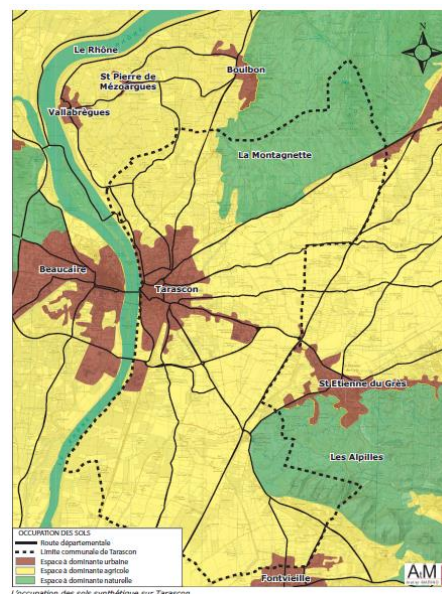 Le Rhône
St Pierre de
Mézoargues
Boulbon
Vallabrègues
La Montagnette
Beaucaire
Tarascon
St Etienne du Grès
Les Alpilles
OCCUPATION DES SOLS
Route départementale
Limite communale de Tarascon
Espace à dominante urbaine
Espace à dominante agricole
Espace à dominante naturelle
Fontvieille
A&M
L'occupation des sols synthétique sur Tarascon